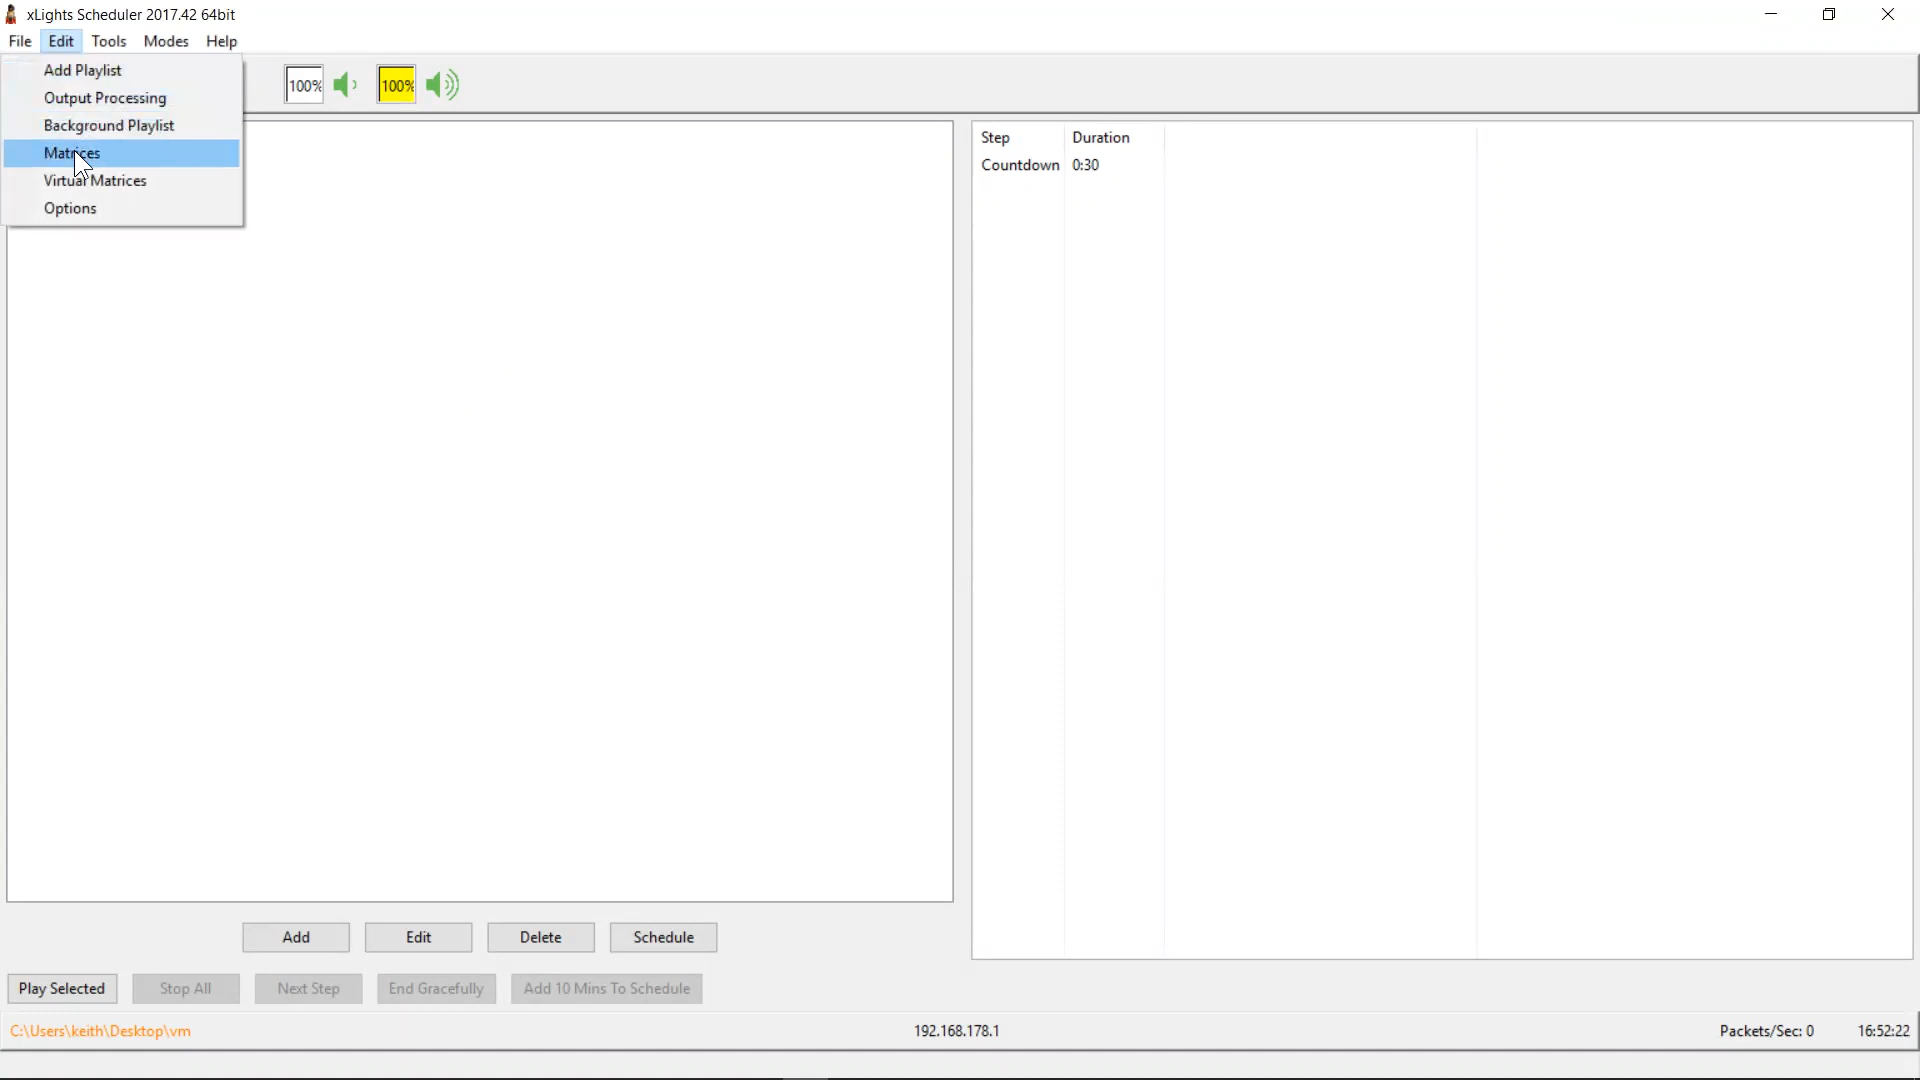 xLights Scheduler 2017.42 64bit
File Edit Tools Modes Help
Add Playlist
Output Processing
Background Playlist
Matrices
Virtual Matrices
Options
100% 100%
Step Duration
Countdown 0:30
Add Edit Delete Schedule
Play Selected Stop All Next Step End Gracefully Add 10 Mins To Schedule
C:\Users\keith\Desktop\vm 192.168.178.1 Packets/Sec: 0 16:52:22